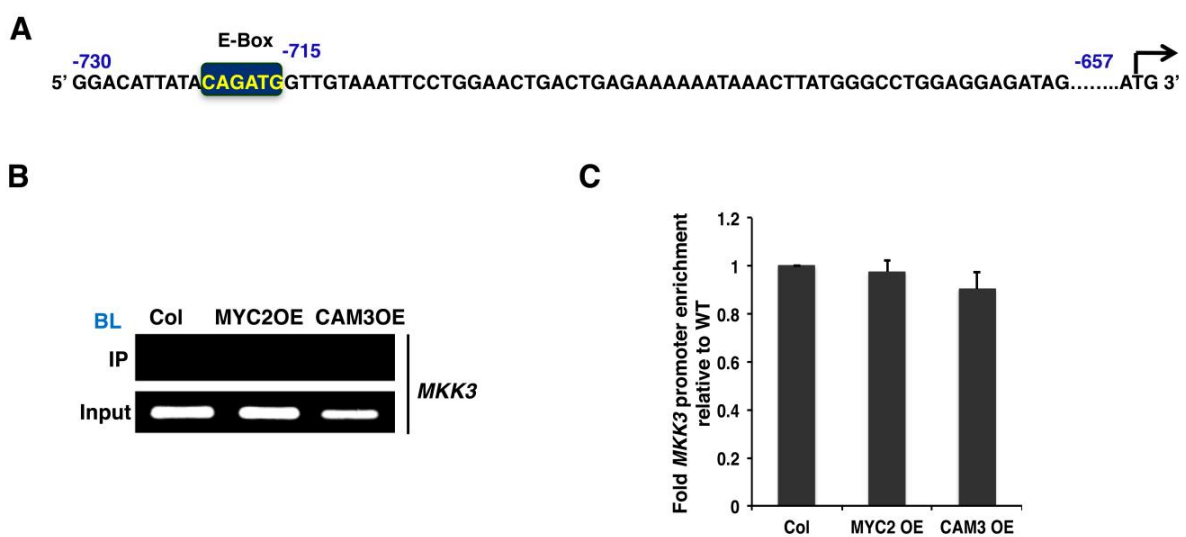 A
E-Box
-730
-715
-657
5' GGACATTATACAGATGGTTGTAAATTCCTGGAACTGACTGAGAAAAAATAAACTTATGGGCCTGGAGGAGATAG........ATG 3'
B
BL Col MYC2OE CAM3OE
IP
Input
MKK3
C
Fold MKK3 promoter enrichment
relative to WT
1.2
1
0.8
0.6
0.4
0.2
0
Col MYC2 OE CAM3 OE